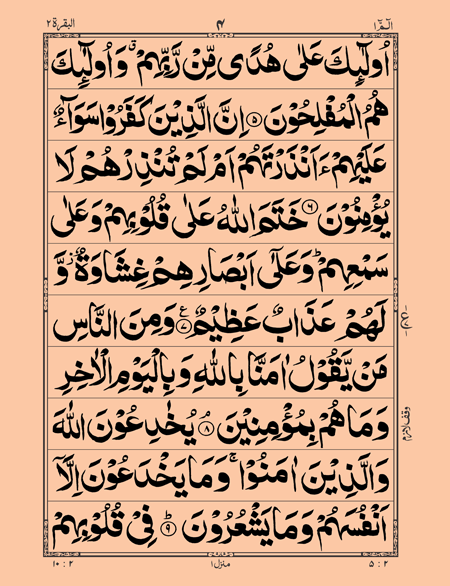 الٓمّٓ ١ ٤ البقرة ٢
اُولٰٓئِكَ عَلٰى هُدًى مِّنْ رَّبِّهِمْ ۗ وَاُولٰٓئِكَ
هُمُ الْمُفْلِحُوْنَ ۝٥ اِنَّ الَّذِيْنَ كَفَرُوْا سَوَآءٌ
عَلَيْهِمْ ءَاَنْذَرْتَهُمْ اَمْ لَمْ تُنْذِرْهُمْ لَا
يُؤْمِنُوْنَ ۝٦ خَتَمَ اللّٰهُ عَلٰى قُلُوْبِهِمْ وَعَلٰى
سَمْعِهِمْ ؕ وَعَلٰٓى اَبْصَارِهِمْ غِشَاوَةٌ ؗ وَّ
لَهُمْ عَذَابٌ عَظِيْمٌ ۝٧ ع وَمِنَ النَّاسِ
مَنْ يَّقُوْلُ اٰمَنَّا بِاللّٰهِ وَبِالْيَوْمِ الْاٰخِرِ
وَمَا هُمْ بِمُؤْمِنِيْنَ ۝٨ يُخٰدِعُوْنَ اللّٰهَ
وقف لازم
وَالَّذِيْنَ اٰمَنُوْا ۚ وَمَا يَخْدَعُوْنَ اِلَّآ
اَنْفُسَهُمْ وَمَا يَشْعُرُوْنَ ۝٩ ؕ فِيْ قُلُوْبِهِمْ
٥ : ٢ منزل ١ ١٠ : ٢